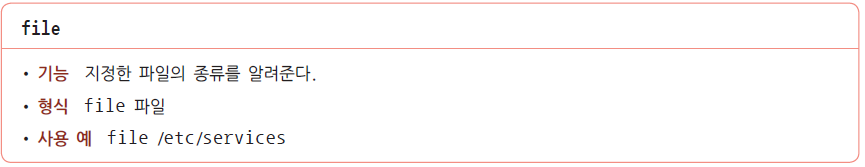 file
• 기능 지정한 파일의 종류를 알려준다.
• 형식 file 파일
• 사용 예 file /etc/services